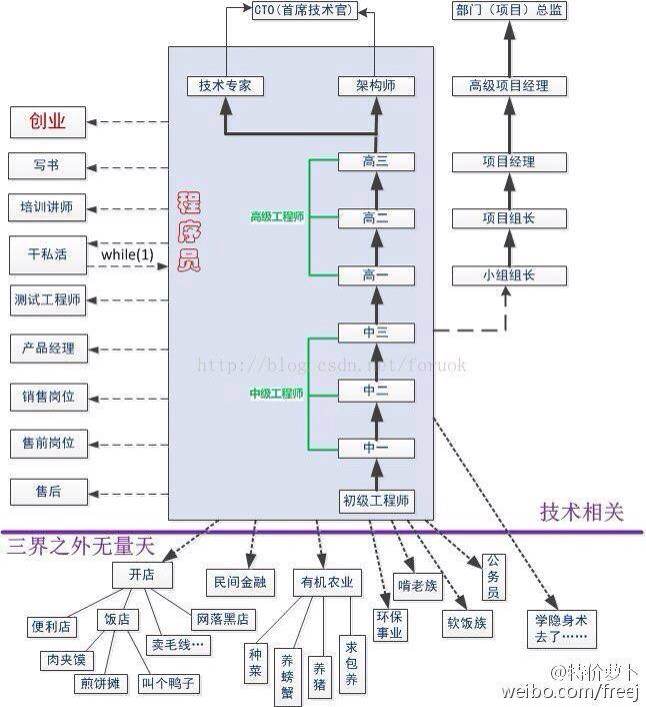 CTO(首席技术官)
部门（项目）总监
技术专家
架构师
高级项目经理
创业
写书
培训讲师
干私活
while(1)
测试工程师
产品经理
销售岗位
售前岗位
售后
程序员
高级工程师
高三
高二
高一
中级工程师
中三
中二
中一
初级工程师
项目经理
项目组长
小组组长
http://blog.csdn.net/foruok
技术相关
三界之外无量天
开店
民间金融
有机农业
环保
事业
啃老族
软饭族
公务员
学隐身术
去了……
便利店
饭店
卖毛线…
网落黑店
肉夹馍
煎饼摊
叫个鸭子
种菜
养螃蟹
养猪
求包养
@特价萝卜
weibo.com/freej